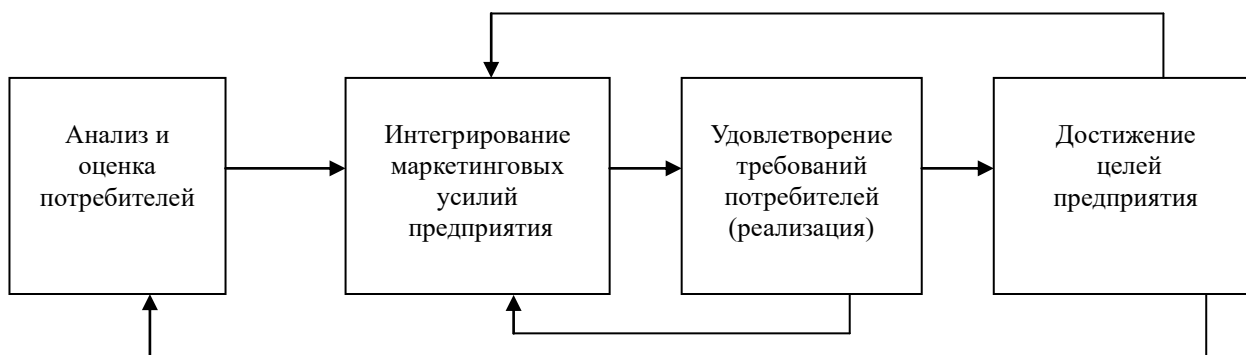 Анализ и
оценка
потребителей
Интегрирование
маркетинговых
усилий
предприятия
Удовлетворение
требований
потребителей
(реализация)
Достижение
целей
предприятия